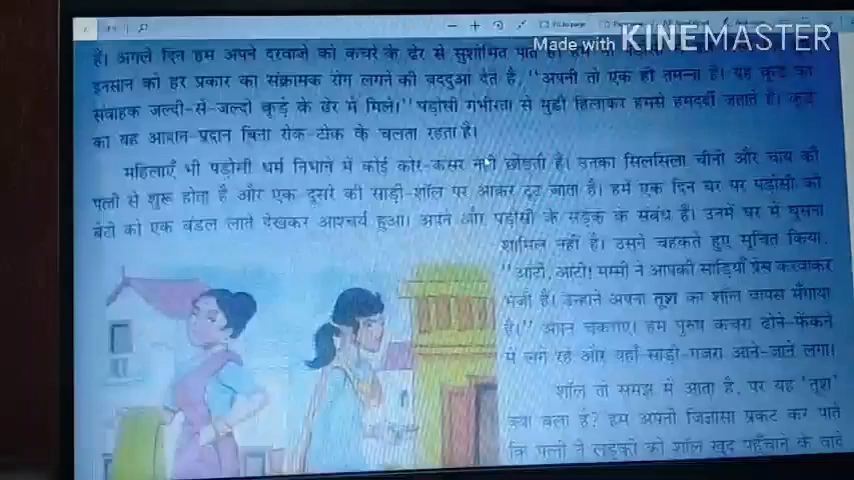 Made with KINEMASTER
हैं। अगले दिन हम अपने दरवाजे को कचरे के ढेर से सुशोभित पाते हैं।
इनसान को हर प्रकार का संक्रामक रोग लगने की बददुआ देते हैं, "अपनी तो एक ही तमन्ना है। यह कूड़े का
संवाहक जल्दी-से-जल्दी कूड़े के ढेर में मिले।" पड़ोसी गंभीरता से मुंडी हिलाकर हमसे हमदर्दी जताते हैं। कूड़े
का यह आदान-प्रदान बिना रोक-टोक के चलता रहता है।
महिलाएँ भी पड़ोसी धर्म निभाने में कोई कोर-कसर नहीं छोड़ती हैं। उनका सिलसिला चीनी और चाय की
पत्ती से शुरू होता है और एक दूसरे की साड़ी-शॉल पर आकर टूट जाता है। हमें एक दिन घर पर पड़ोसी की
बेटी को एक बंडल लाते देखकर आश्चर्य हुआ। अपने और पड़ोसी के सड़क के संबंध हैं। उनमें घर में घुसना
शामिल नहीं है। उसने चहकते हुए सूचित किया,
"आंटी, आंटी! मम्मी ने आपकी साड़ियाँ प्रेस करवाकर
भेजी हैं। उन्होंने अपना तूश का शॉल वापस मँगाया
है।" अपन चकराए। हम पुरुष कचरा ढोने-फेंकने
में लगे रहे और यहाँ साड़ी-गजरा आने-जाने लगा।
शॉल तो समझ में आता है, पर यह 'तूश'
क्या बला है? हम अपनी जिज्ञासा प्रकट कर पाते
कि पत्नी ने लड़की को शॉल खुद पहुँचाने के वादे